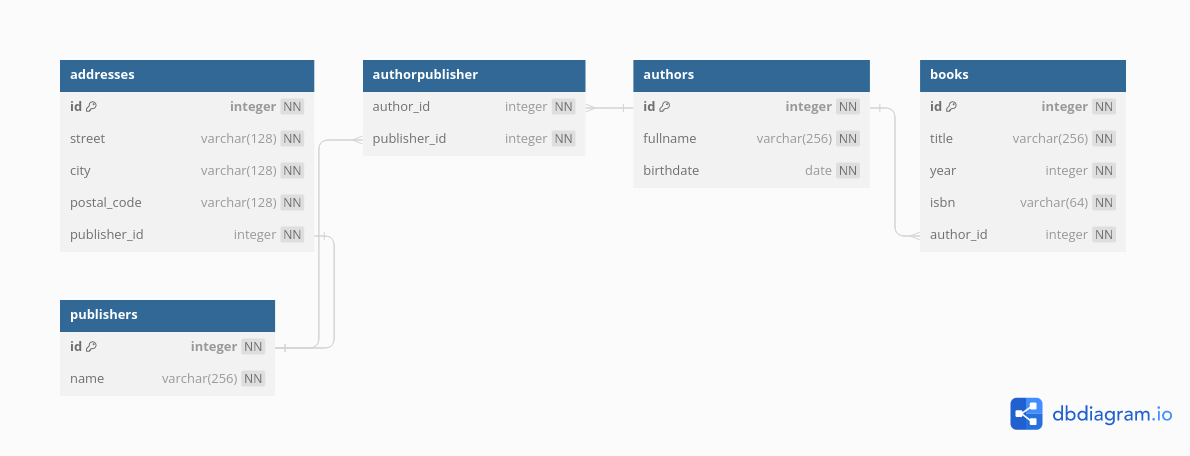 addresses
id integer NN
street varchar(128) NN
city varchar(128) NN
postal_code varchar(128) NN
publisher_id integer NN
authorpublisher
author_id integer NN
publisher_id integer NN
authors
id integer NN
fullname varchar(256) NN
birthdate date NN
books
id integer NN
title varchar(256) NN
year integer NN
isbn varchar(64) NN
author_id integer NN
publishers
id integer NN
name varchar(256) NN
dbdiagram.io